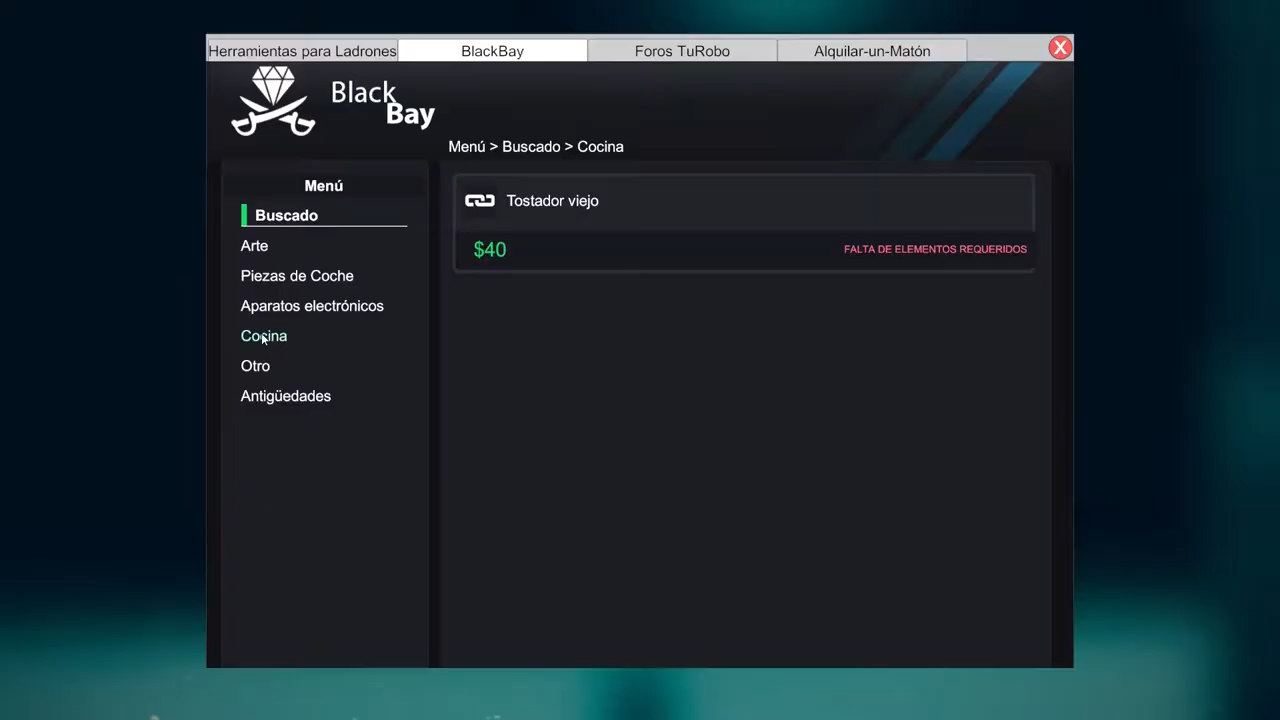 Herramientas para Ladrones
BlackBay
Foros TuRobo
Alquilar-un-Matón
X
Black
Bay
Menú > Buscado > Cocina
Menú
Buscado
Arte
Piezas de Coche
Aparatos electrónicos
Cocina
Otro
Antigüedades
Tostador viejo
$40
FALTA DE ELEMENTOS REQUERIDOS